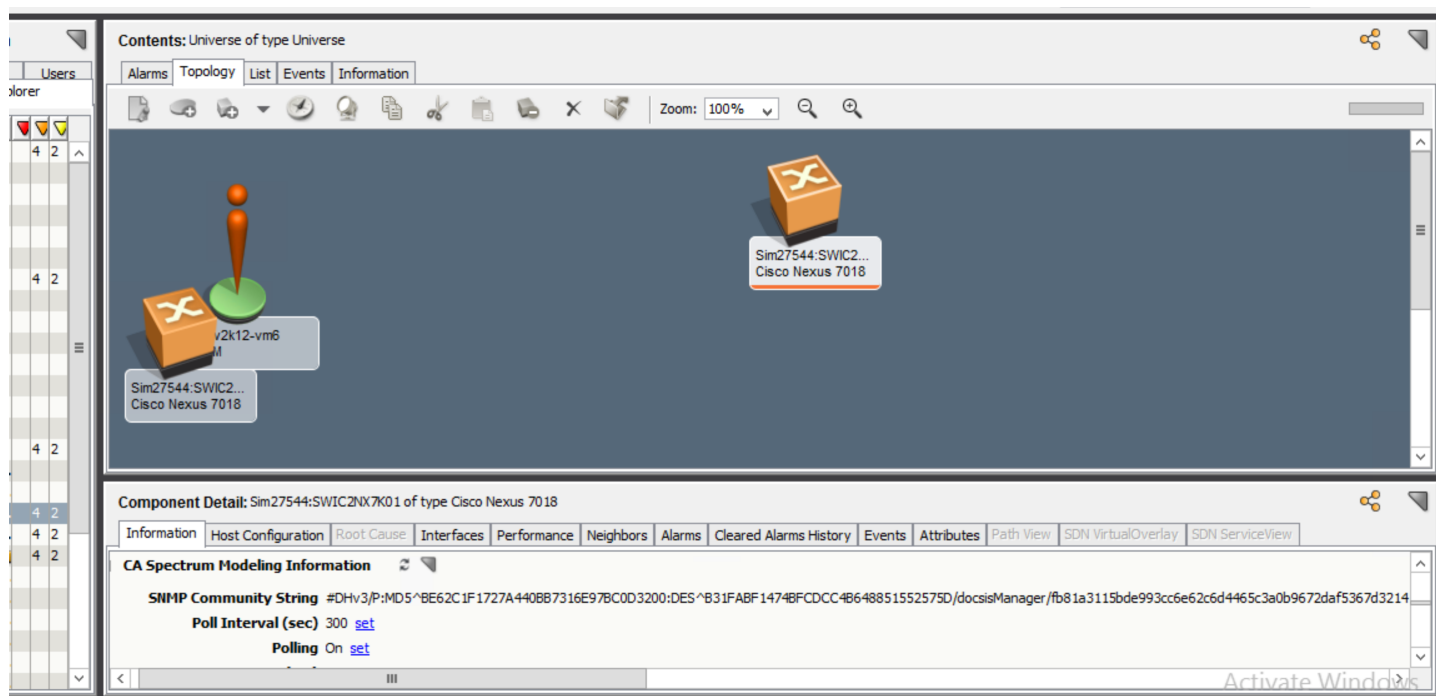 Users
plorer
4 2
4 2
4 2
4 2
4 2
4 2
Contents: Universe of type Universe
Alarms Topology List Events Information
Zoom: 100%
Sim27544:SWIC2...
Cisco Nexus 7018
v2k12-vm6
M
Sim27544:SWIC2...
Cisco Nexus 7018
Component Detail: Sim27544:SWIC2NX7K01 of type Cisco Nexus 7018
Information Host Configuration Root Cause Interfaces Performance Neighbors Alarms Cleared Alarms History Events Attributes Path View SDN VirtualOverlay SDN ServiceView
CA Spectrum Modeling Information
SNMP Community String #DHv3/P:MD5^BE62C1F1727A440BB7316E97BC0D3200:DES^B31FABF1474BFCDCC4B648851552575D/docsisManager/fb81a3115bde993cc6e62c6d4465c3a0b9672daf5367d3214
Poll Interval (sec) 300 set
Polling On set
Activate Windows